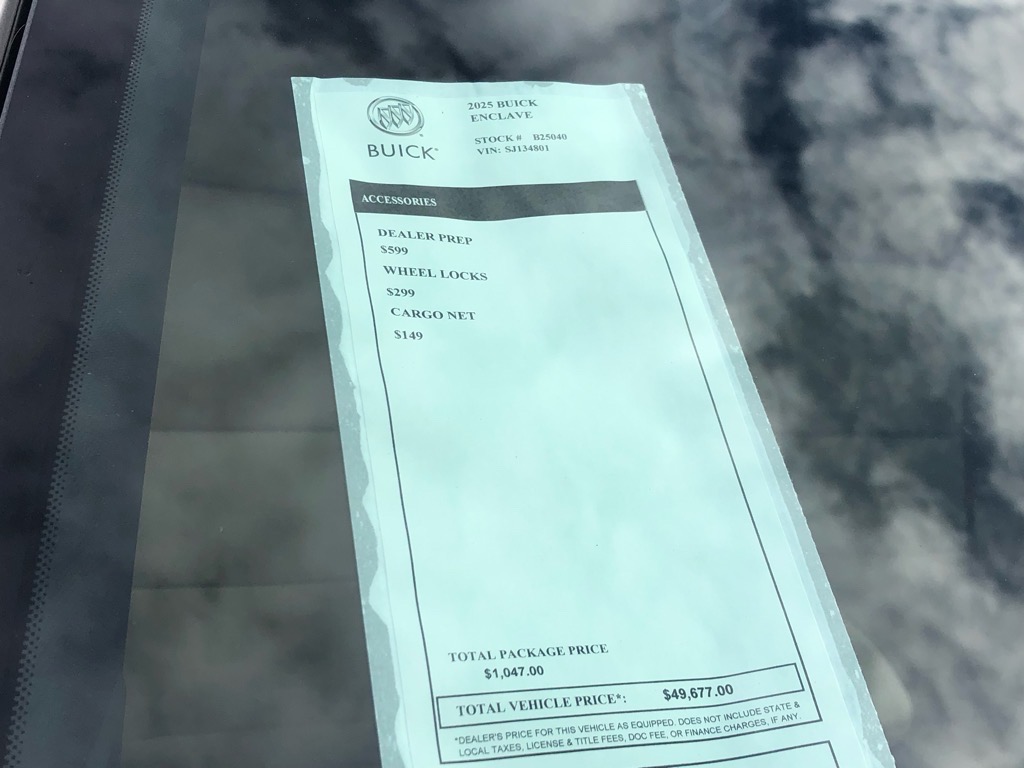 2025 BUICK
ENCLAVE
STOCK # B25040
VIN: SJ134801
BUICK®
ACCESSORIES
DEALER PREP
$599
WHEEL LOCKS
$299
CARGO NET
$149
TOTAL PACKAGE PRICE
$1,047.00
TOTAL VEHICLE PRICE*: $49,677.00
*DEALER'S PRICE FOR THIS VEHICLE AS EQUIPPED. DOES NOT INCLUDE STATE &
LOCAL TAXES, LICENSE & TITLE FEES, DOC FEE, OR FINANCE CHARGES, IF ANY.